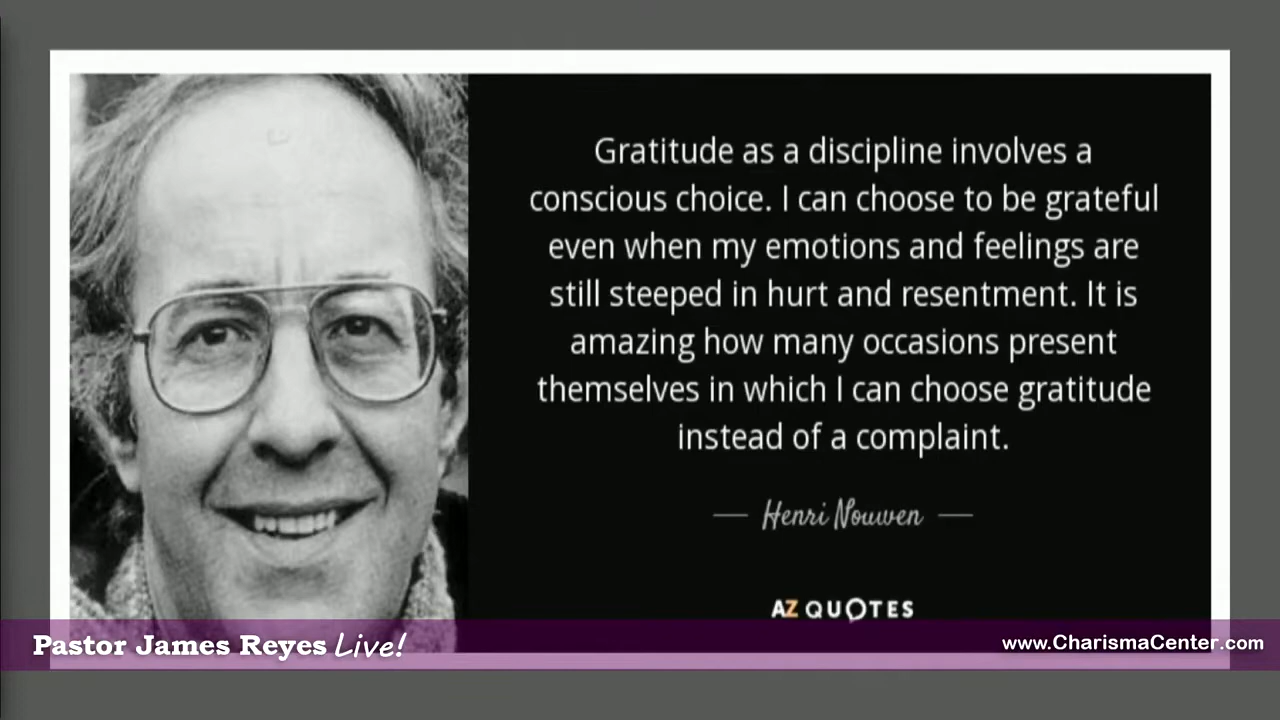 Gratitude as a discipline involves a
conscious choice. I can choose to be grateful
even when my emotions and feelings are
still steeped in hurt and resentment. It is
amazing how many occasions present
themselves in which I can choose gratitude
instead of a complaint.
— Henri Nouwen —
AZ QUOTES
Pastor James Reyes Live!
www.CharismaCenter.com